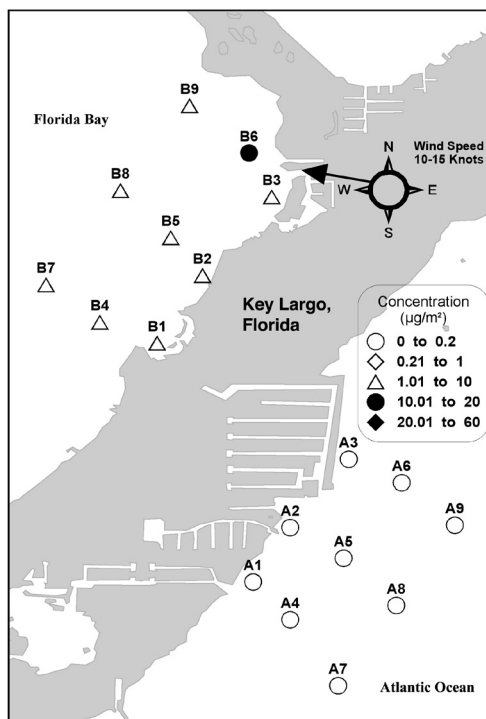 B9
Florida Bay
B6
N
Wind Speed
10-15 Knots
B8
B3
W
E
S
B5
B7
B2
B4
B1
Key Largo,
Florida
Concentration
(µg/m²)
0 to 0.2
0.21 to 1
1.01 to 10
10.01 to 20
20.01 to 60
A3
A6
A2
A9
A5
A1
A8
A4
A7
Atlantic Ocean